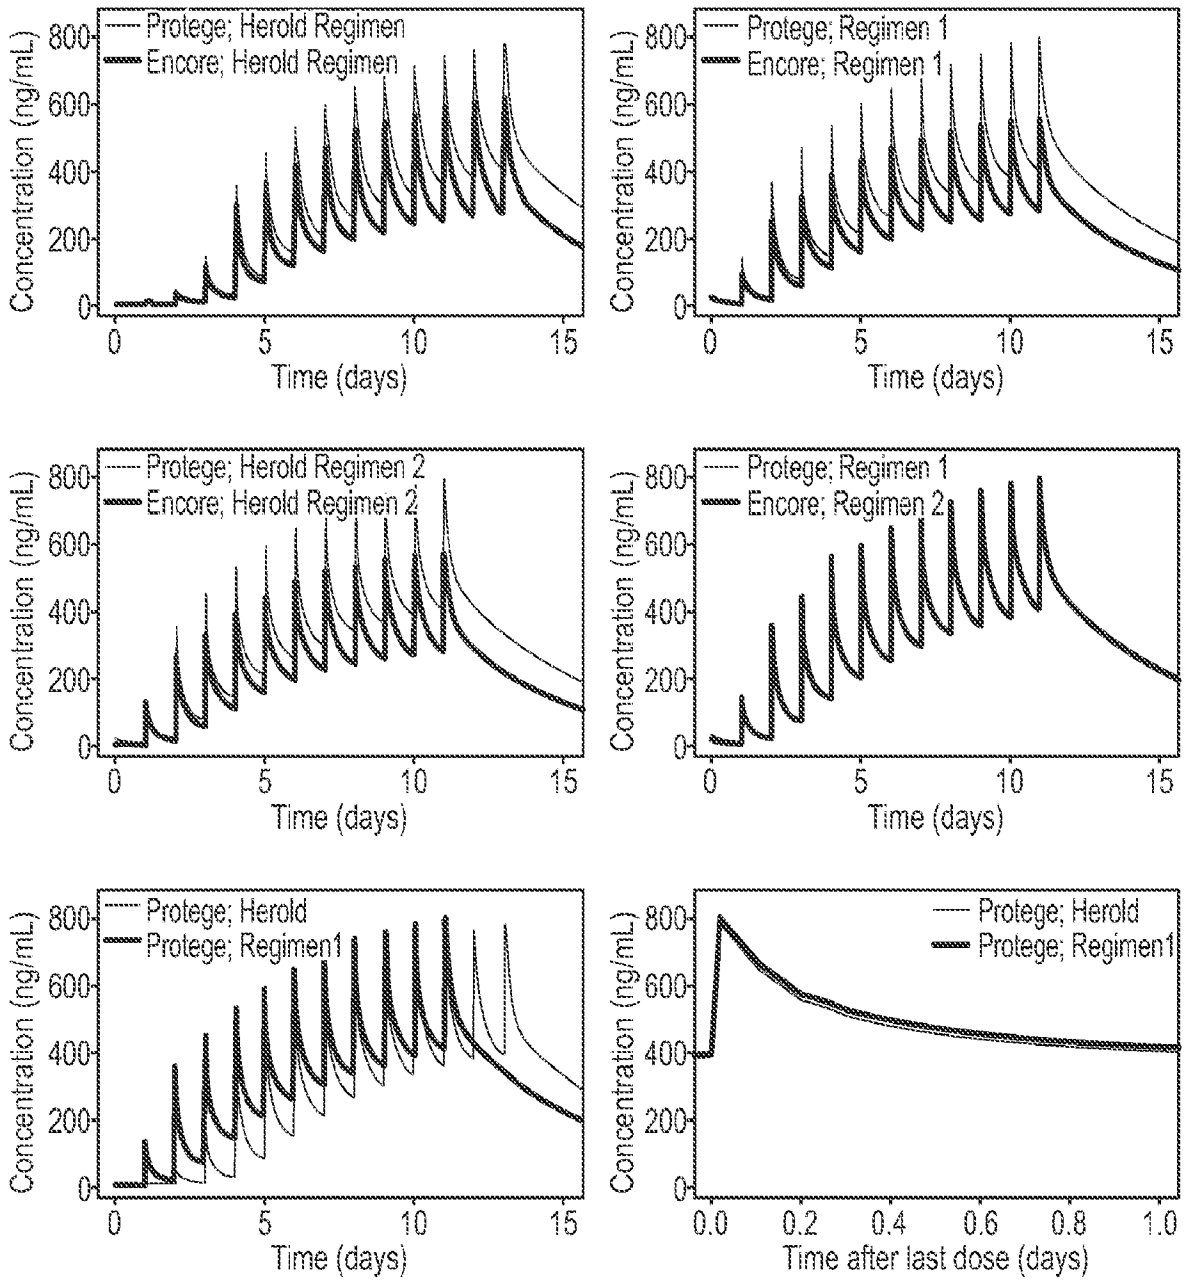 Protege; Herold Regimen
Encore; Herold Regimen
Concentration (ng/mL)
800
600
400
200
0
0 5 10 15
Time (days)
Protege; Regimen 1
Encore; Regimen 1
Concentration (ng/mL)
800
600
400
200
0
0 5 10 15
Time (days)
Protege; Herold Regimen 2
Encore; Herold Regimen 2
Concentration (ng/mL)
800
600
400
200
0
0 5 10 15
Time (days)
Protege; Regimen 1
Encore; Regimen 2
Concentration (ng/mL)
800
600
400
200
0
0 5 10 15
Time (days)
Protege; Herold
Protege; Regimen1
Concentration (ng/mL)
800
600
400
200
0
0 5 10 15
Time (days)
Protege; Herold
Protege; Regimen1
Concentration (ng/mL)
800
600
400
200
0
0.0 0.2 0.4 0.6 0.8 1.0
Time after last dose (days)